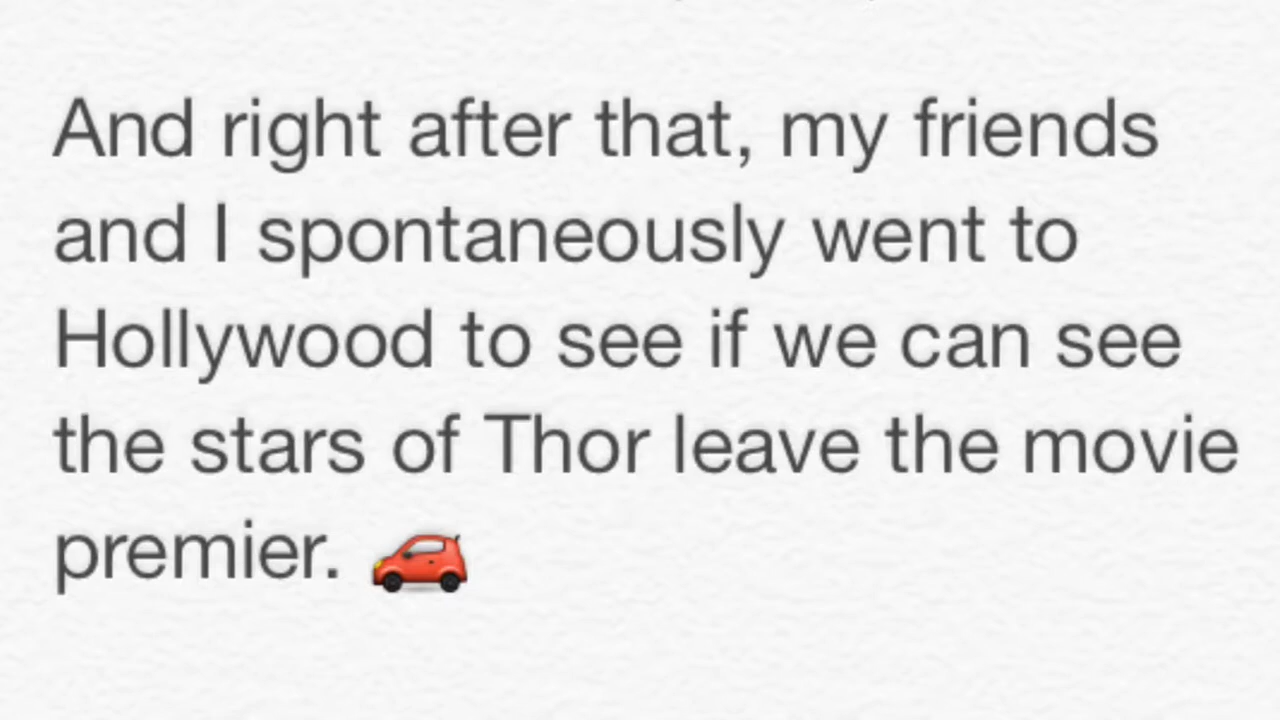 And right after that, my friends
and I spontaneously went to
Hollywood to see if we can see
the stars of Thor leave the movie
premier. 🚗